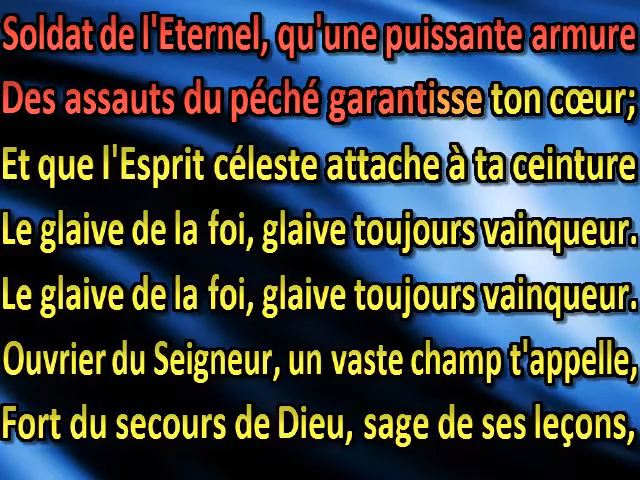 Soldat de l'Eternel, qu'une puissante armure
Des assauts du péché garantisse ton cœur;
Et que l'Esprit céleste attache à ta ceinture
Le glaive de la foi, glaive toujours vainqueur.
Le glaive de la foi, glaive toujours vainqueur.
Ouvrier du Seigneur, un vaste champ t'appelle,
Fort du secours de Dieu, sage de ses leçons,